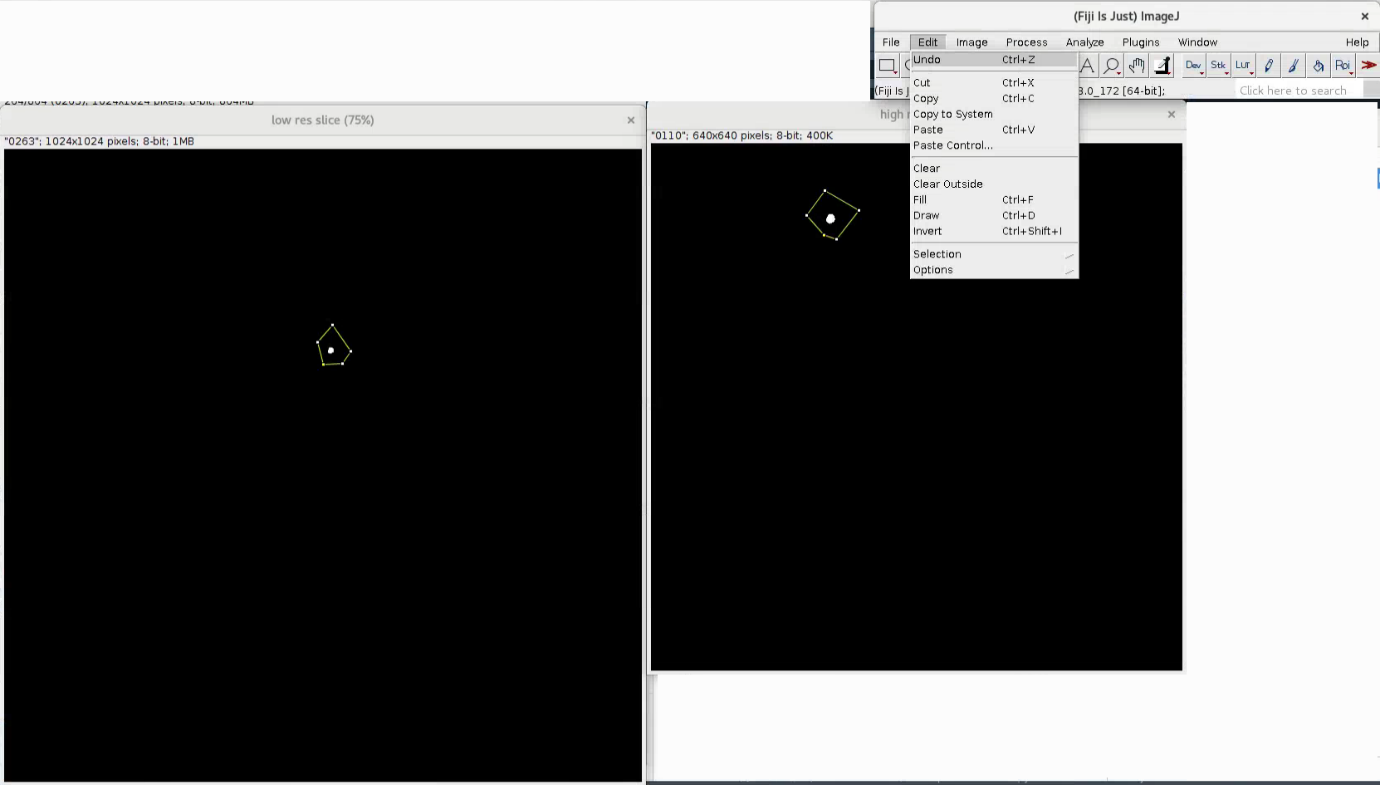 (Fiji Is Just) ImageJ
File Edit Image Process Analyze Plugins Window Help
Dev Stk Lut Roi
(Fiji Is J
3.0_172 [64-bit];
Click here to search
Undo Ctrl+Z
Cut Ctrl+X
Copy Ctrl+C
Copy to System
Paste Ctrl+V
Paste Control...
Clear
Clear Outside
Fill Ctrl+F
Draw Ctrl+D
Invert Ctrl+Shift+I
Selection
Options
low res slice (75%)
"0263"; 1024x1024 pixels; 8-bit; 1MB
high
"0110"; 640x640 pixels; 8-bit; 400K